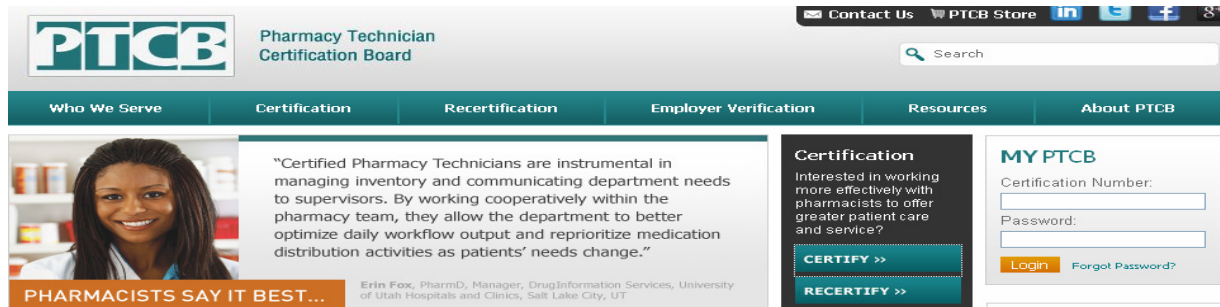 Contact Us PTCB Store in t f
PTCB
Pharmacy Technician
Certification Board
Search
Who We Serve Certification Recertification Employer Verification Resources About PTCB
"Certified Pharmacy Technicians are instrumental in
managing inventory and communicating department needs
to supervisors. By working cooperatively within the
pharmacy team, they allow the department to better
optimize daily workflow output and reprioritize medication
distribution activities as patients' needs change."
Erin Fox, PharmD, Manager, DrugInformation Services, University
of Utah Hospitals and Clinics, Salt Lake City, UT
PHARMACISTS SAY IT BEST...
Certification
Interested in working
more effectively with
pharmacists to offer
greater patient care
and service?
CERTIFY >>
RECERTIFY >>
MY PTCB
Certification Number:
Password:
Login Forgot Password?